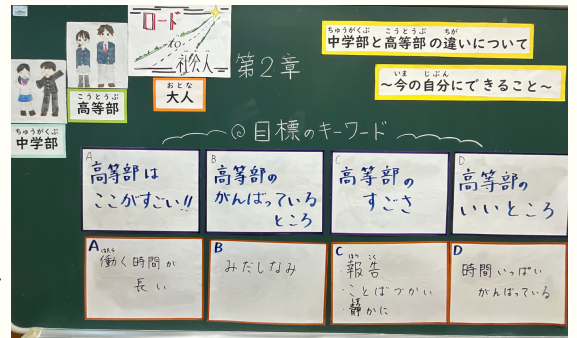 ロード
to
社会人
第2章
ちゅうがくぶ こうとうぶ ちが
中学部と高等部の違いについて
いま じぶん
~今の自分にできること~
ちゅうがくぶ
中学部
こうとうぶ
高等部
おとな
大人
◎目標のキーワード
A
高等部は
ここがすごい!!
B
高等部の
がんばっている
ところ
C
高等部の
すごさ
D
高等部の
いいところ
A
はたら
働く時間が
長い
B
みだしなみ
C
ほう こく
・報告
・ことばづかい
しず
・静かに
D
時間いっぱい
がんばっている